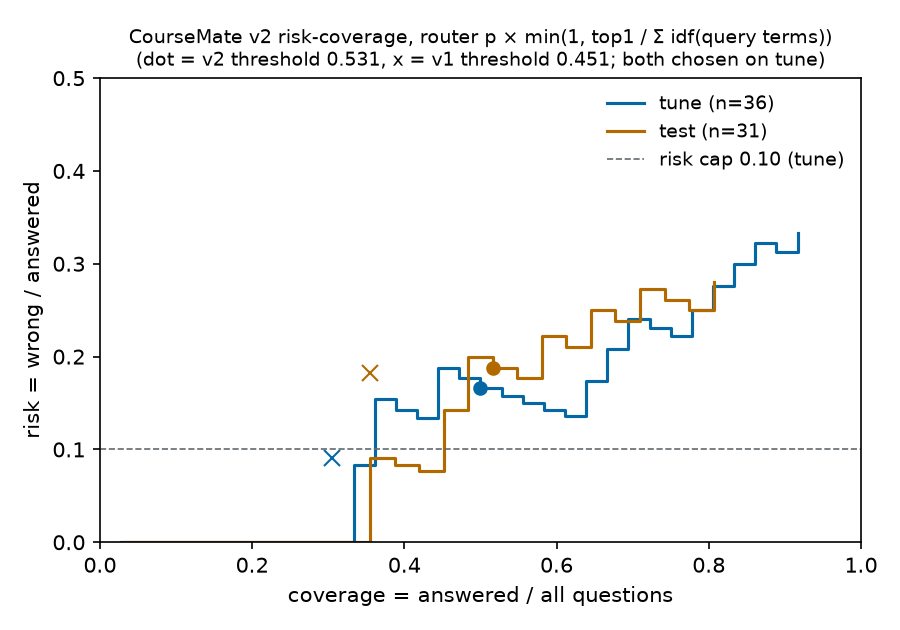 CourseMate v2 risk-coverage, router p × min(1, top1 / Σ idf(query terms))
(dot = v2 threshold 0.531, x = v1 threshold 0.451; both chosen on tune)
0.5
0.4
0.3
0.2
0.1
0.0
risk = wrong / answered
tune (n=36)
test (n=31)
risk cap 0.10 (tune)
0.0 0.2 0.4 0.6 0.8 1.0
coverage = answered / all questions